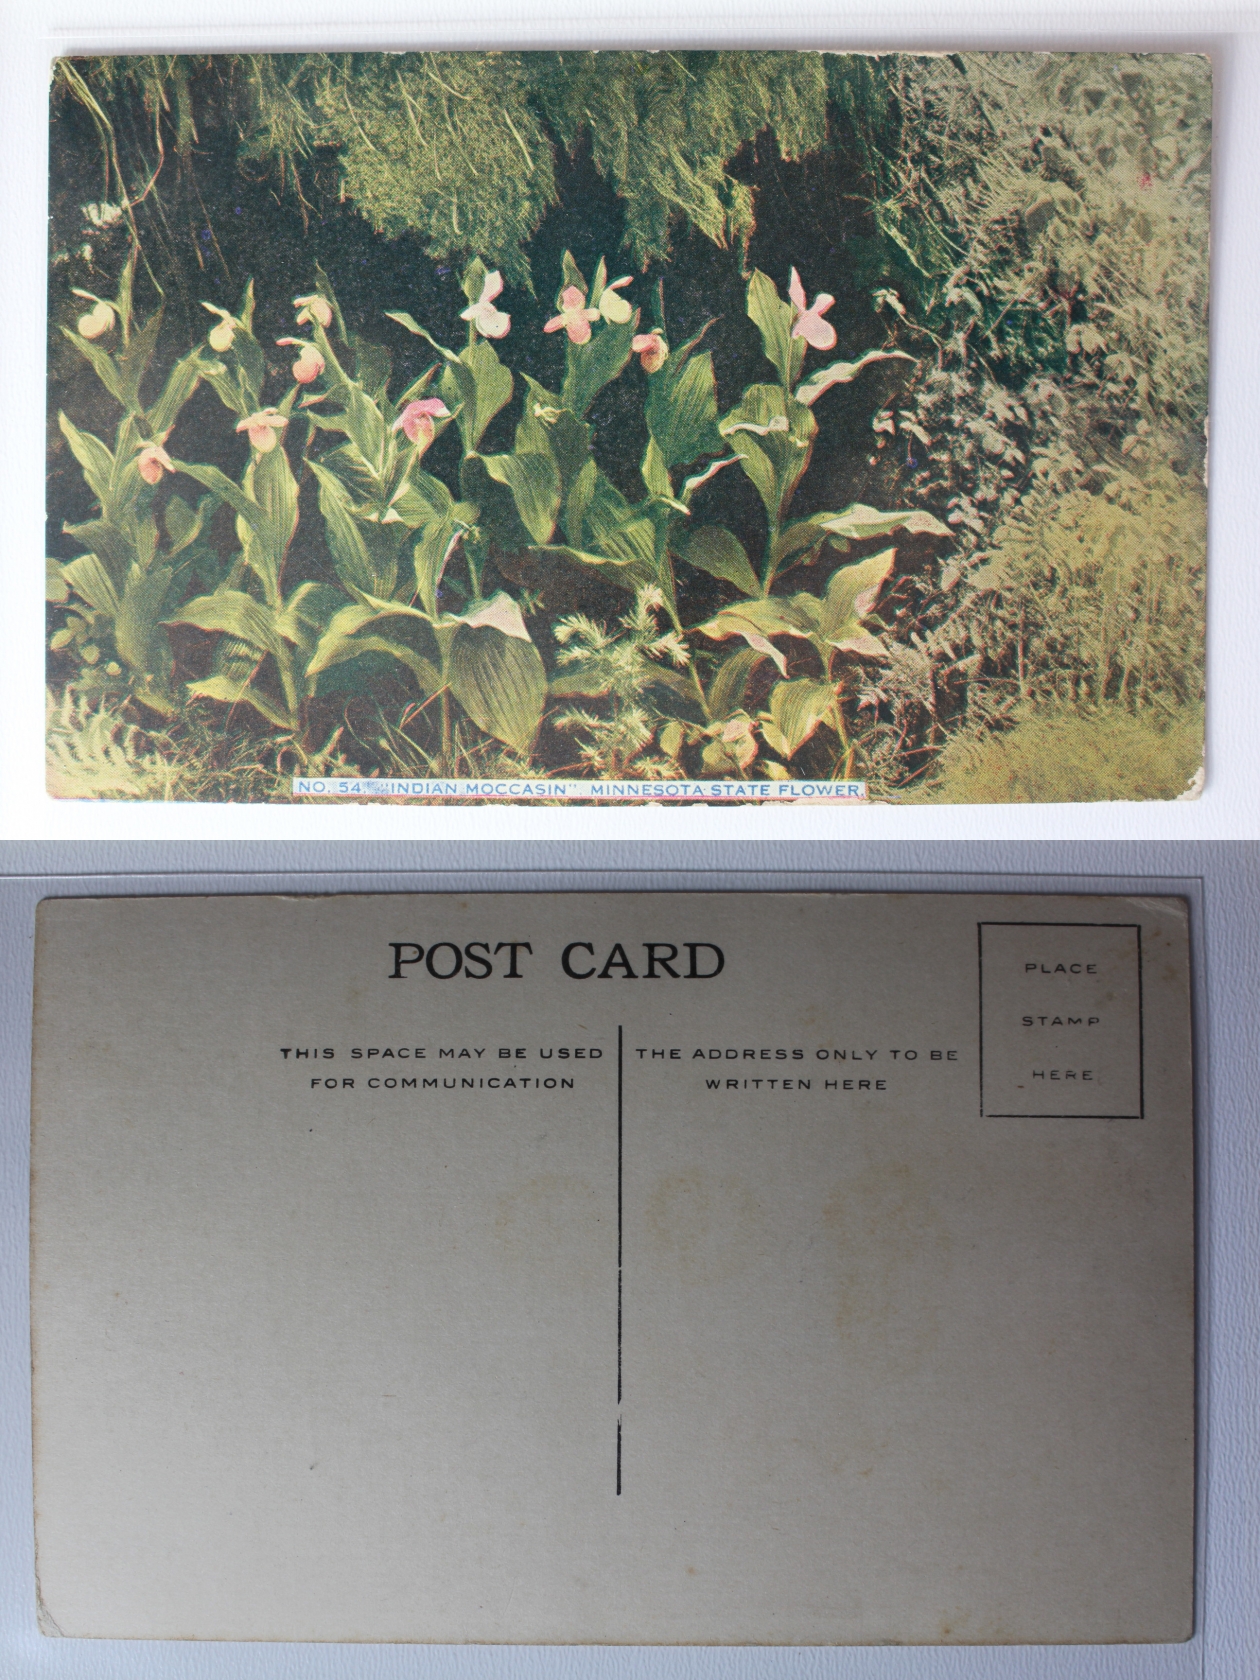 NO. 54. "INDIAN MOCCASIN". MINNESOTA STATE FLOWER.
POST CARD
THIS SPACE MAY BE USED
FOR COMMUNICATION
THE ADDRESS ONLY TO BE
WRITTEN HERE
PLACE
STAMP
HERE